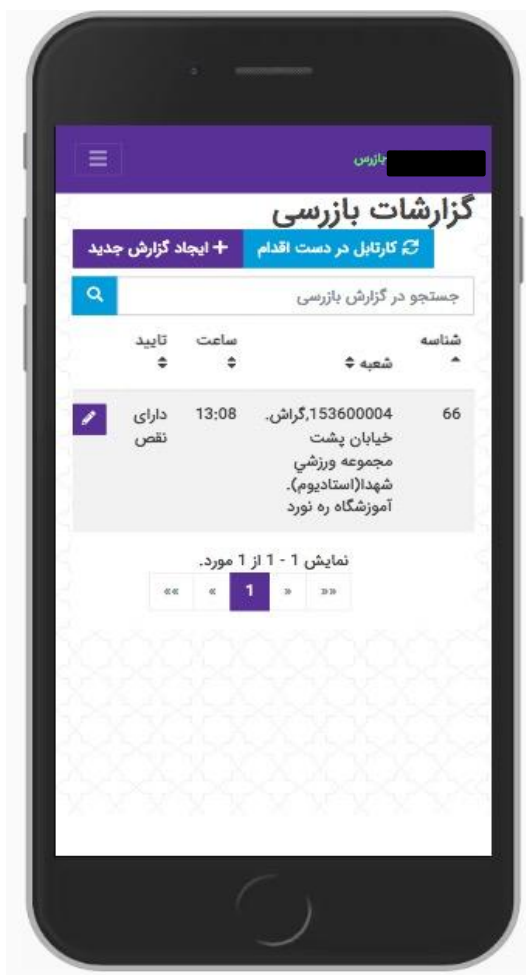 بازرس
گزارشات بازرسی
کارتابل در دست اقدام + ایجاد گزارش جدید
جستجو در گزارش بازرسی
شناسه شعبه ساعت تایید
66 153600004,گراش. 13:08 دارای
خیابان پشت نقص
مجموعه ورزشي
شهدا(استادیوم).
آموزشگاه ره نورد
نمایش 1 - 1 از 1 مورد.
«« « 1 » »»